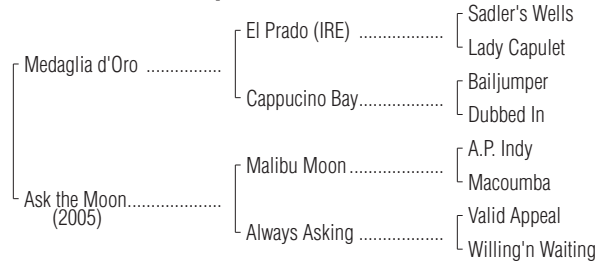 Sadler's Wells
El Prado (IRE) ..................
Lady Capulet
Medaglia d'Oro ................
Bailjumper
Cappucino Bay....................
Dubbed In
A.P. Indy
Malibu Moon ....................
Macoumba
Ask the Moon....................
(2005)
Valid Appeal
Always Asking ..................
Willing'n Waiting